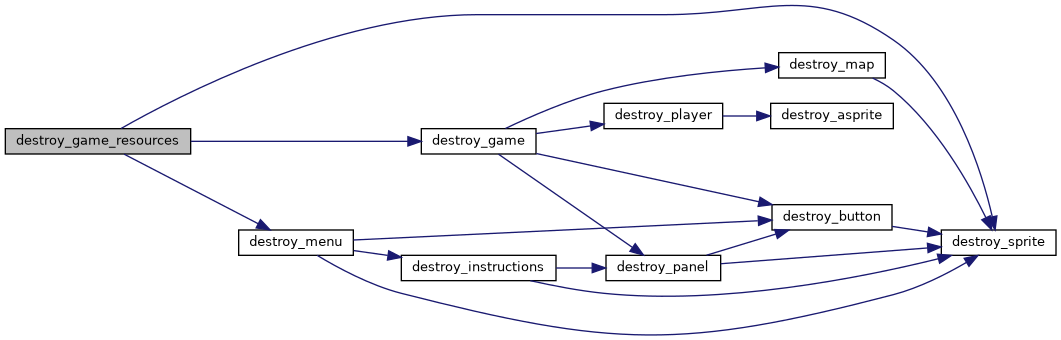 destroy_map
destroy_player
destroy_asprite
destroy_game_resources
destroy_game
destroy_button
destroy_menu
destroy_sprite
destroy_instructions
destroy_panel